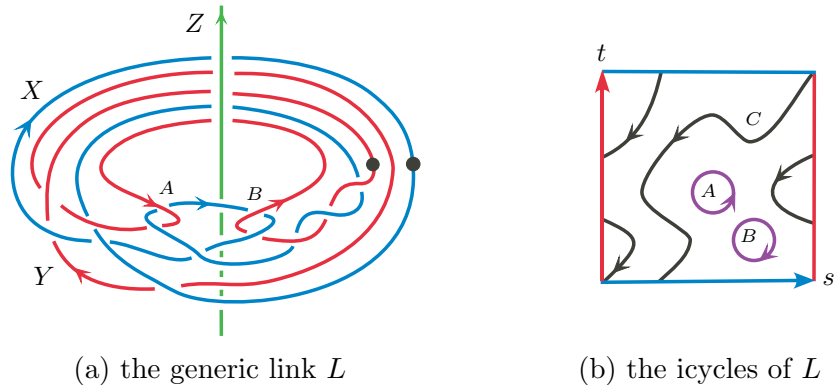 Z
X
A
B
Y
t
C
A
B
s
(a) the generic link L
(b) the icycles of L